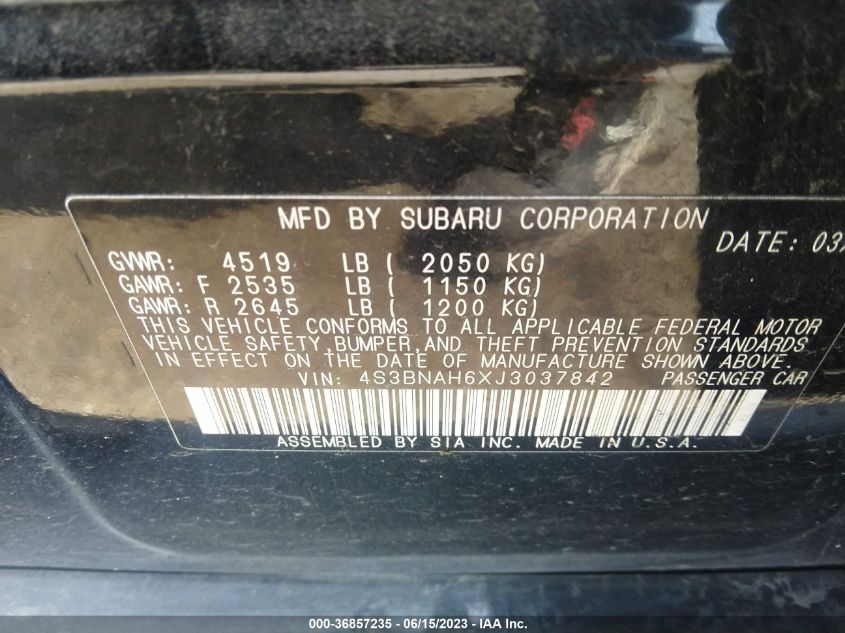 MFD BY SUBARU CORPORATION
DATE: 03/
GVWR: 4519 LB ( 2050 KG)
GAWR: F 2535 LB ( 1150 KG)
GAWR: R 2645 LB ( 1200 KG)
THIS VEHICLE CONFORMS TO ALL APPLICABLE FEDERAL MOTOR
VEHICLE SAFETY, BUMPER, AND THEFT PREVENTION STANDARDS
IN EFFECT ON THE DATE OF MANUFACTURE SHOWN ABOVE.
VIN: 4S3BNAH6XJ3037842 PASSENGER CAR
ASSEMBLED BY SIA INC. MADE IN U.S.A.
000-36857235 - 06/15/2023 - IAA Inc.